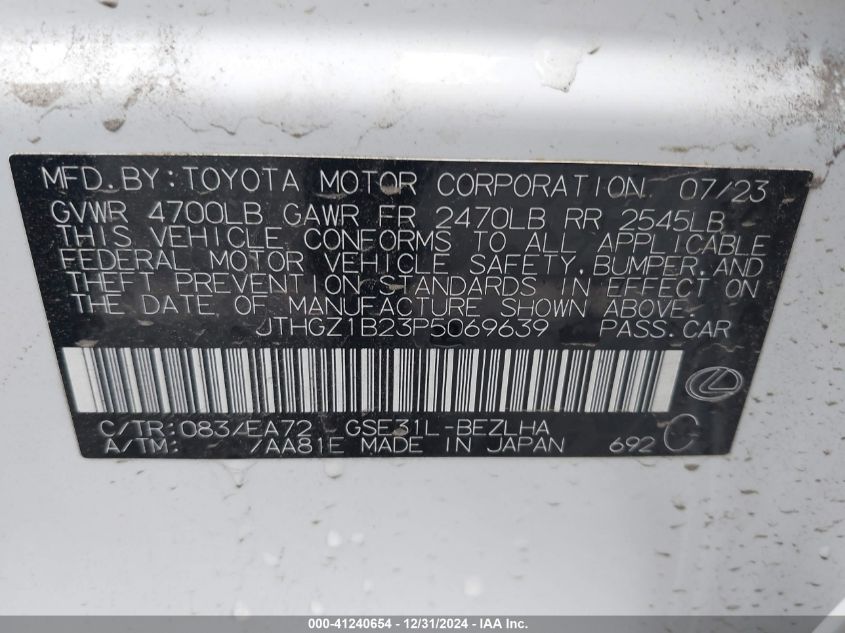 MFD.BY:TOYOTA MOTOR CORPORATION 07/23
GVWR 4700LB GAWR FR 2470LB RR 2545LB
THIS VEHICLE CONFORMS TO ALL APPLICABLE
FEDERAL MOTOR VEHICLE SAFETY,BUMPER,AND
THEFT PREVENTION STANDARDS IN EFFECT ON
THE DATE OF MANUFACTURE SHOWN ABOVE.
JTHGZ1B23P5069639 PASS.CAR
C/TR:083/EA72 GSE31L-BEZLHA
A/TM: /AA81E MADE IN JAPAN 692 C
000-41240654 - 12/31/2024 - IAA Inc.